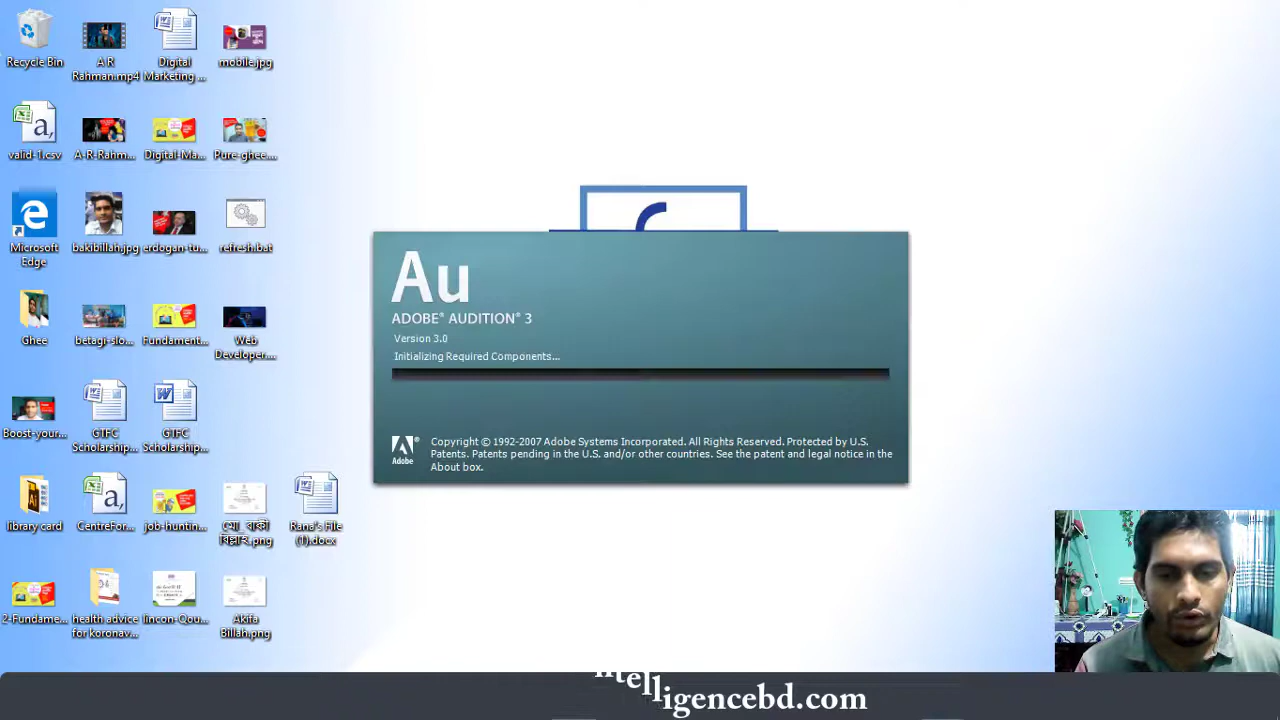 Recycle Bin
A R
Rahman.mp4
Digital
Marketing ...
mobile.jpg
valid-1.csv
A-R-Rahm...
Digital-Ma...
Pure-ghee....
Microsoft
Edge
bakibillah.jpg
erdogan-tu...
refresh.bat
Ghee
betagi-slo...
Fundament...
Web
Developer....
Boost-your...
GTFC
Scholarship...
GTFC
Scholarship...
library card
CentreFor...
job-huntin...
মো_ বাকী
বিল্লাহ.png
Rana's File
(1).docx
2-Fundame...
health advice
for koronav...
lincon-Qou...
Akifa
Billah.png
Au
ADOBE® AUDITION® 3
Version 3.0
Initializing Required Components...
Adobe
Copyright © 1992-2007 Adobe Systems Incorporated. All Rights Reserved. Protected by U.S.
Patents. Patents pending in the U.S. and/or other countries. See the patent and legal notice in the
About box.
ntelligencebd.com